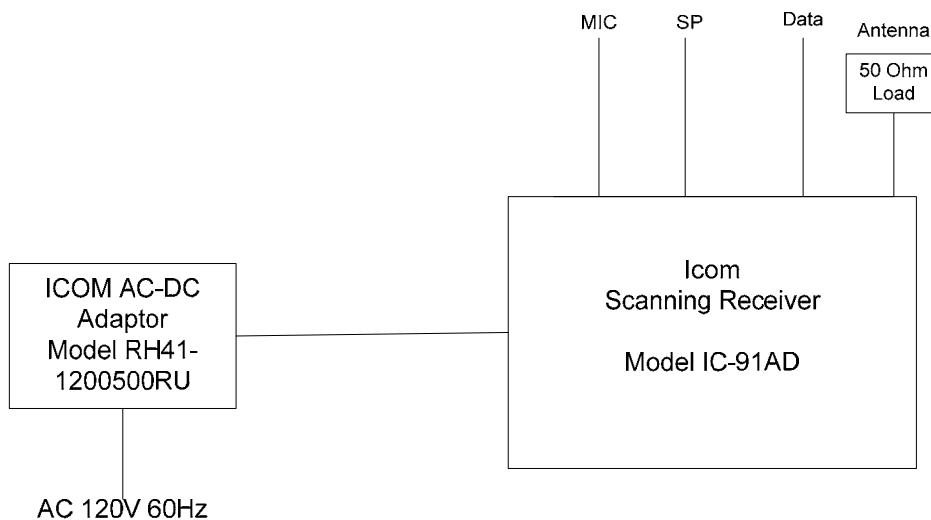 MIC
SP
Data
Antenna
50 Ohm
Load
Icom
Scanning Receiver
Model IC-91AD
ICOM AC-DC
Adaptor
Model RH41-
1200500RU
AC 120V 60Hz